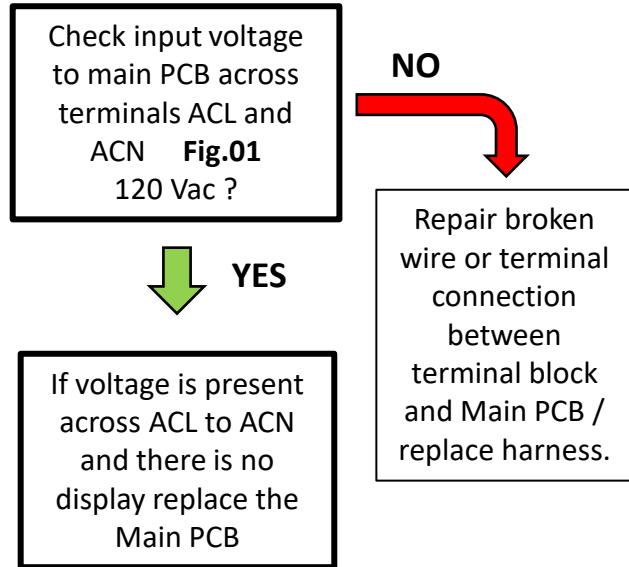 Check input voltage
to main PCB across
terminals ACL and
ACN Fig.01
120 Vac ?
NO
Repair broken
wire or terminal
connection
between
terminal block
and Main PCB /
replace harness.
YES
If voltage is present
across ACL to ACN
and there is no
display replace the
Main PCB